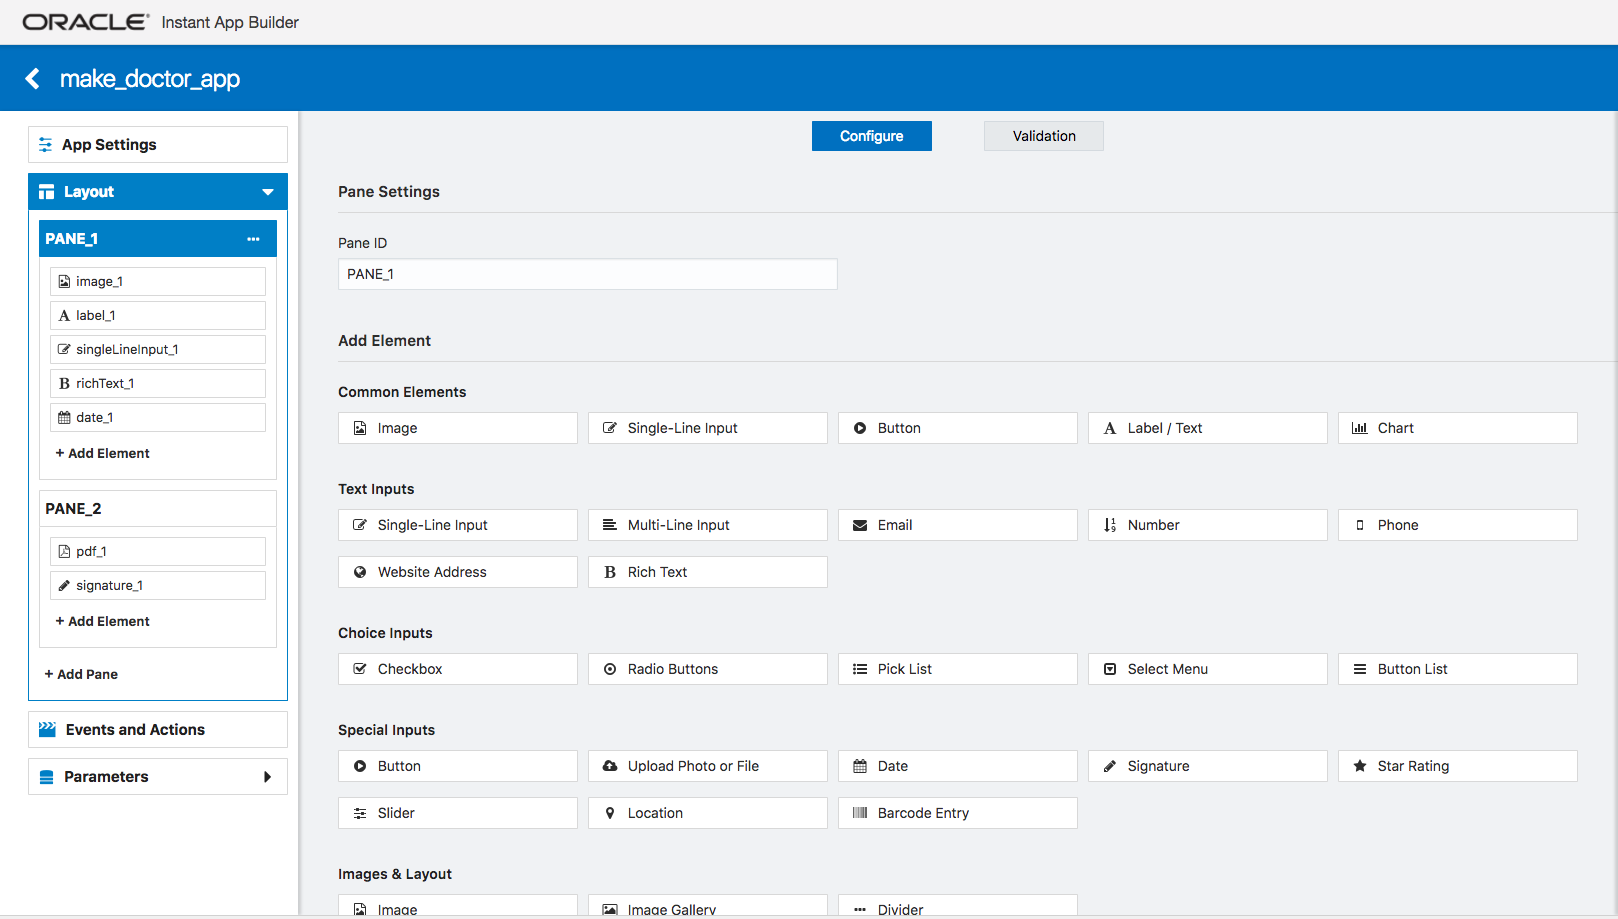 ORACLE® Instant App Builder
make_doctor_app
App Settings
Layout
PANE_1
image_1
label_1
singleLineInput_1
richText_1
date_1
+ Add Element
PANE_2
pdf_1
signature_1
+ Add Element
+ Add Pane
Events and Actions
Parameters
Configure Validation
Pane Settings
Pane ID
PANE_1
Add Element
Common Elements
Image Single-Line Input Button Label / Text Chart
Text Inputs
Single-Line Input Multi-Line Input Email Number Phone
Website Address Rich Text
Choice Inputs
Checkbox Radio Buttons Pick List Select Menu Button List
Special Inputs
Button Upload Photo or File Date Signature Star Rating
Slider Location Barcode Entry
Images & Layout
Image Image Gallery Divider